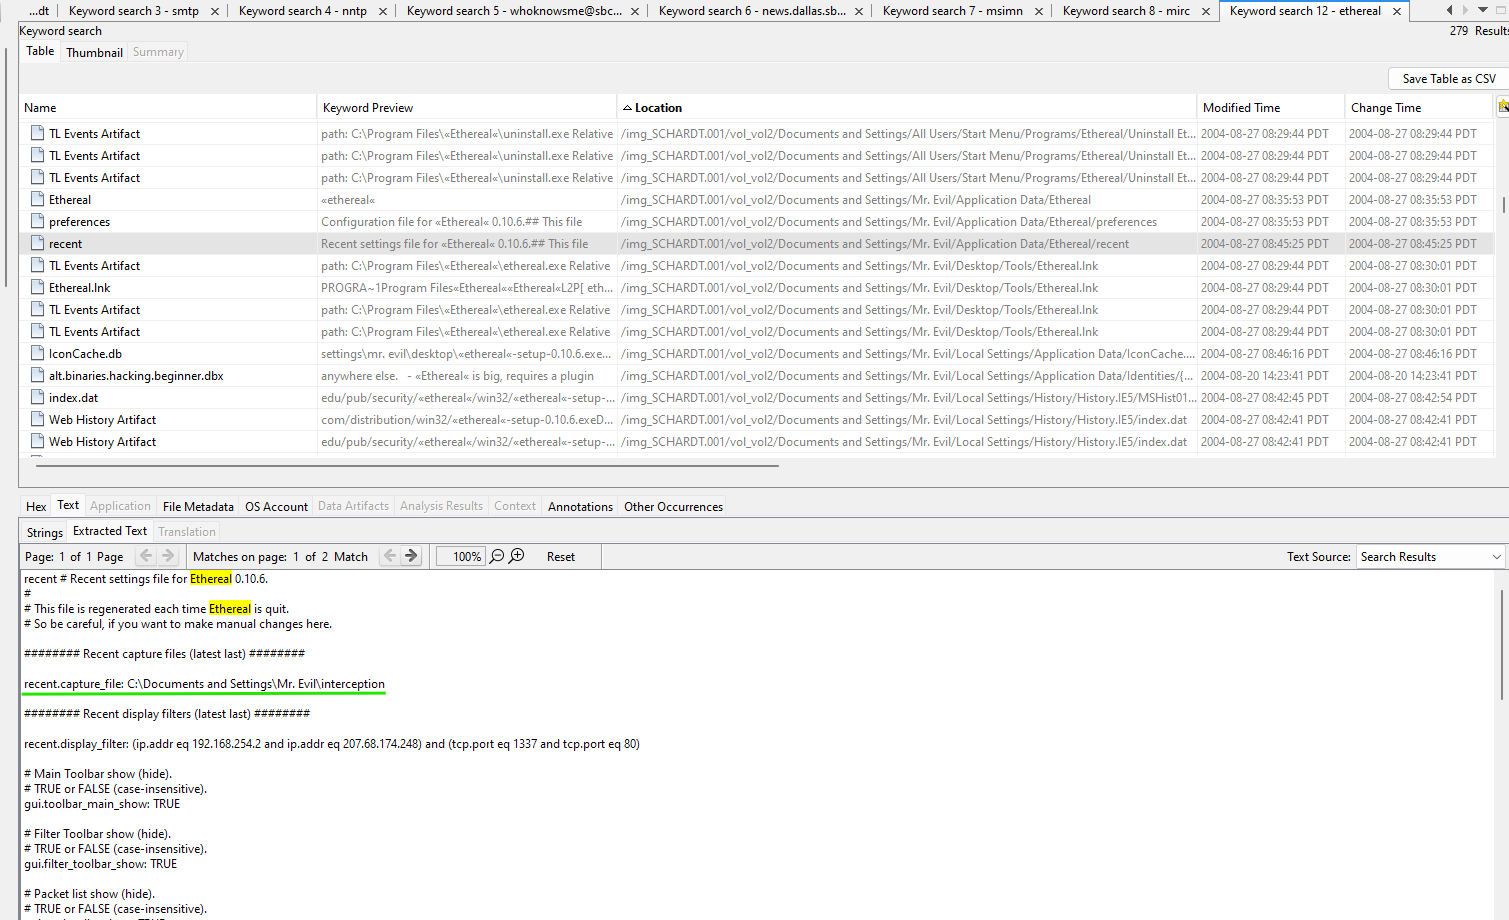 ...dt
Keyword search 3 - smtp
Keyword search 4 - nntp
Keyword search 5 - whoknowsme@sbc...
Keyword search 6 - news.dallas.sb...
Keyword search 7 - msimn
Keyword search 8 - mirc
Keyword search 12 - ethereal
Keyword search
279 Results
Table Thumbnail Summary
Save Table as CSV
Name Keyword Preview Location Modified Time Change Time
TL Events Artifact path: C:\Program Files\«Ethereal«\uninstall.exe Relative /img_SCHARDT.001/vol_vol2/Documents and Settings/All Users/Start Menu/Programs/Ethereal/Uninstall Et... 2004-08-27 08:29:44 PDT 2004-08-27 08:29:44 PDT
TL Events Artifact path: C:\Program Files\«Ethereal«\uninstall.exe Relative /img_SCHARDT.001/vol_vol2/Documents and Settings/All Users/Start Menu/Programs/Ethereal/Uninstall Et... 2004-08-27 08:29:44 PDT 2004-08-27 08:29:44 PDT
TL Events Artifact path: C:\Program Files\«Ethereal«\uninstall.exe Relative /img_SCHARDT.001/vol_vol2/Documents and Settings/All Users/Start Menu/Programs/Ethereal/Uninstall Et... 2004-08-27 08:29:44 PDT 2004-08-27 08:29:44 PDT
Ethereal «ethereal« /img_SCHARDT.001/vol_vol2/Documents and Settings/Mr. Evil/Application Data/Ethereal 2004-08-27 08:35:53 PDT 2004-08-27 08:35:53 PDT
preferences Configuration file for «Ethereal« 0.10.6.## This file /img_SCHARDT.001/vol_vol2/Documents and Settings/Mr. Evil/Application Data/Ethereal/preferences 2004-08-27 08:35:53 PDT 2004-08-27 08:35:53 PDT
recent Recent settings file for «Ethereal« 0.10.6.## This file /img_SCHARDT.001/vol_vol2/Documents and Settings/Mr. Evil/Application Data/Ethereal/recent 2004-08-27 08:45:25 PDT 2004-08-27 08:45:25 PDT
TL Events Artifact path: C:\Program Files\«Ethereal«\ethereal.exe Relative /img_SCHARDT.001/vol_vol2/Documents and Settings/Mr. Evil/Desktop/Tools/Ethereal.lnk 2004-08-27 08:29:44 PDT 2004-08-27 08:30:01 PDT
Ethereal.lnk PROGRA~1Program Files«Ethereal««Ethereal«L2P[ eth... /img_SCHARDT.001/vol_vol2/Documents and Settings/Mr. Evil/Desktop/Tools/Ethereal.lnk 2004-08-27 08:29:44 PDT 2004-08-27 08:30:01 PDT
TL Events Artifact path: C:\Program Files\«Ethereal«\ethereal.exe Relative /img_SCHARDT.001/vol_vol2/Documents and Settings/Mr. Evil/Desktop/Tools/Ethereal.lnk 2004-08-27 08:29:44 PDT 2004-08-27 08:30:01 PDT
TL Events Artifact path: C:\Program Files\«Ethereal«\ethereal.exe Relative /img_SCHARDT.001/vol_vol2/Documents and Settings/Mr. Evil/Desktop/Tools/Ethereal.lnk 2004-08-27 08:29:44 PDT 2004-08-27 08:30:01 PDT
IconCache.db settings\mr. evil\desktop\«ethereal«-setup-0.10.6.exe... /img_SCHARDT.001/vol_vol2/Documents and Settings/Mr. Evil/Local Settings/Application Data/IconCache.... 2004-08-27 08:46:16 PDT 2004-08-27 08:46:16 PDT
alt.binaries.hacking.beginner.dbx anywhere else. - «Ethereal« is big, requires a plugin /img_SCHARDT.001/vol_vol2/Documents and Settings/Mr. Evil/Local Settings/Application Data/Identities/{... 2004-08-20 14:23:41 PDT 2004-08-20 14:23:41 PDT
index.dat edu/pub/security/«ethereal«/win32/«ethereal«-setup-... /img_SCHARDT.001/vol_vol2/Documents and Settings/Mr. Evil/Local Settings/History/History.IE5/MSHist01... 2004-08-27 08:42:45 PDT 2004-08-27 08:42:54 PDT
Web History Artifact com/distribution/win32/«ethereal«-setup-0.10.6.exeD... /img_SCHARDT.001/vol_vol2/Documents and Settings/Mr. Evil/Local Settings/History/History.IE5/index.dat 2004-08-27 08:42:41 PDT 2004-08-27 08:42:41 PDT
Web History Artifact edu/pub/security/«ethereal«/win32/«ethereal«-setup-... /img_SCHARDT.001/vol_vol2/Documents and Settings/Mr. Evil/Local Settings/History/History.IE5/index.dat 2004-08-27 08:42:41 PDT 2004-08-27 08:42:41 PDT
Hex Text Application File Metadata OS Account Data Artifacts Analysis Results Context Annotations Other Occurrences
Strings Extracted Text Translation
Page: 1 of 1 Page Matches on page: 1 of 2 Match 100% Reset Text Source: Search Results
recent # Recent settings file for Ethereal 0.10.6.
#
# This file is regenerated each time Ethereal is quit.
# So be careful, if you want to make manual changes here.
######## Recent capture files (latest last) ########
recent.capture_file: C:\Documents and Settings\Mr. Evil\interception
######## Recent display filters (latest last) ########
recent.display_filter: (ip.addr eq 192.168.254.2 and ip.addr eq 207.68.174.248) and (tcp.port eq 1337 and tcp.port eq 80)
# Main Toolbar show (hide).
# TRUE or FALSE (case-insensitive).
gui.toolbar_main_show: TRUE
# Filter Toolbar show (hide).
# TRUE or FALSE (case-insensitive).
gui.filter_toolbar_show: TRUE
# Packet list show (hide).
# TRUE or FALSE (case-insensitive).